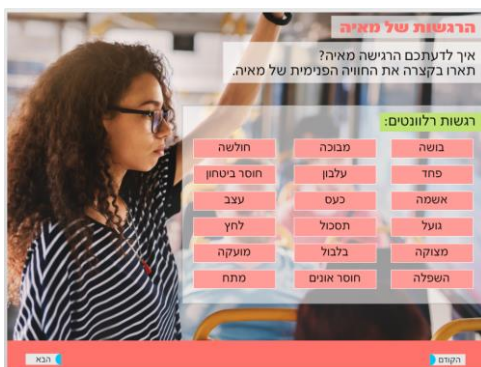 הרגשות של מאיה
איך לדעתכם הרגישה מאיה?
תארו בקצרה את החוויה הפנימית של מאיה.
רגשות רלוונטים:
בושה מבוכה חולשה
פחד עלבון חוסר ביטחון
אשמה כעס עצב
גועל תסכול לחץ
מצוקה בלבול מועקה
השפלה חוסר אונים מתח
הקודם הבא